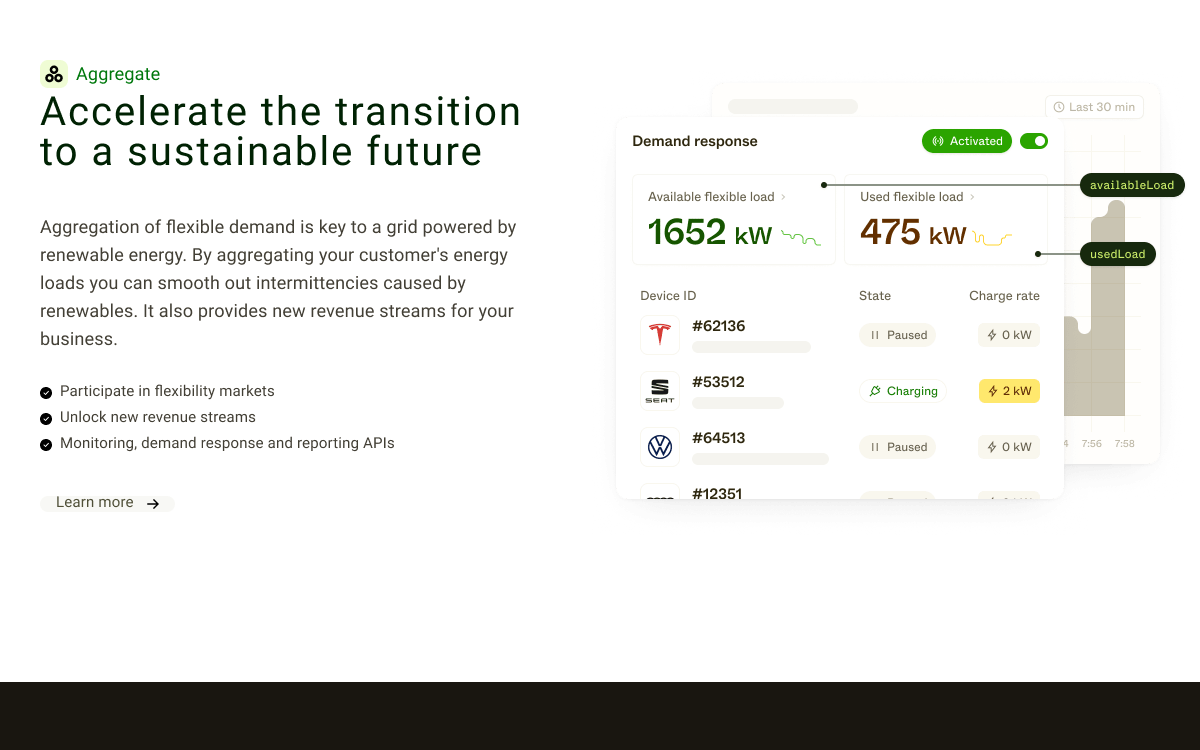 Aggregate
Accelerate the transition
to a sustainable future
Aggregation of flexible demand is key to a grid powered by
renewable energy. By aggregating your customer's energy
loads you can smooth out intermittencies caused by
renewables. It also provides new revenue streams for your
business.
Participate in flexibility markets
Unlock new revenue streams
Monitoring, demand response and reporting APIs
Learn more
Last 30 min
Demand response
Activated
availableLoad
Available flexible load
Used flexible load
1652 kW
475 kW
usedLoad
Device ID State Charge rate
#62136
Paused 0 kW
#53512
SEAT Charging 2 kW
#64513
Paused 0 kW
7:56 7:58
#12351